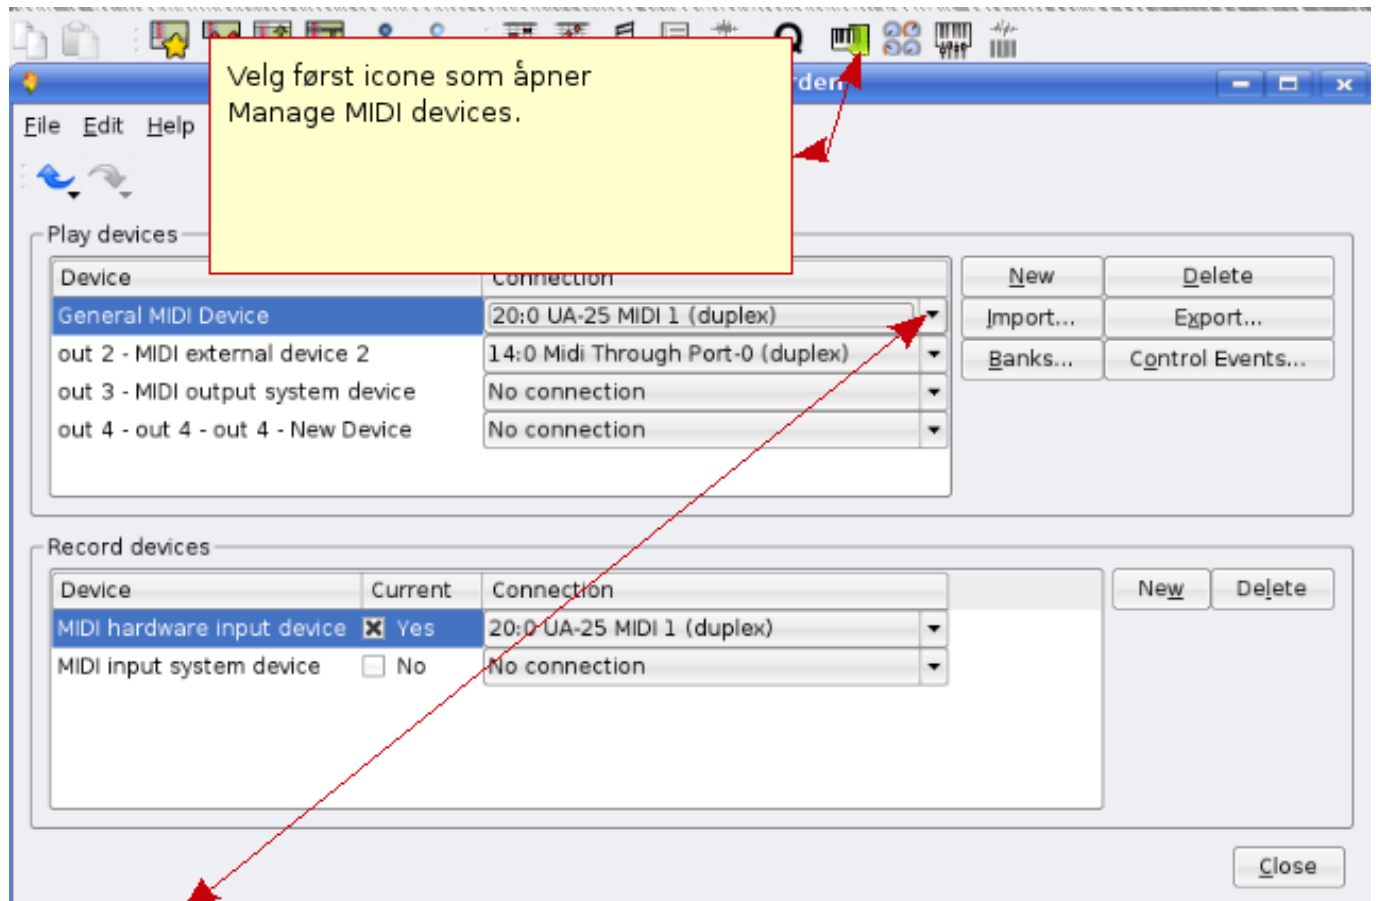 Velg først icone som åpner
Manage MIDI devices.
File Edit Help
Play devices
Device Connection
General MIDI Device 20:0 UA-25 MIDI 1 (duplex)
out 2 - MIDI external device 2 14:0 Midi Through Port-0 (duplex)
out 3 - MIDI output system device No connection
out 4 - out 4 - out 4 - New Device No connection
New Delete
Import... Export...
Banks... Control Events...
Record devices
Device Current Connection
MIDI hardware input device Yes 20:0 UA-25 MIDI 1 (duplex)
MIDI input system device No No connection
New Delete
Close